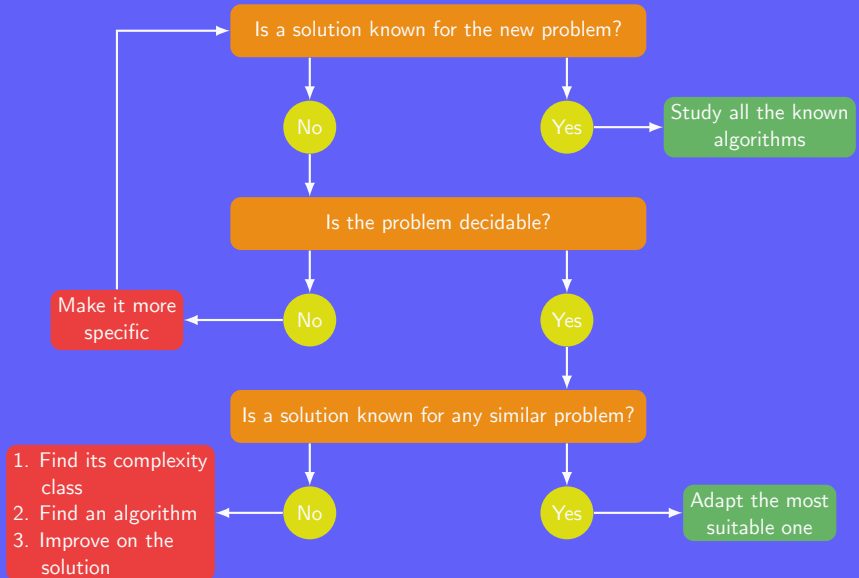 Is a solution known for the new problem?
No
Yes
Study all the known
algorithms
Is the problem decidable?
Make it more
specific
No
Yes
Is a solution known for any similar problem?
1. Find its complexity
class
2. Find an algorithm
3. Improve on the
solution
No
Yes
Adapt the most
suitable one